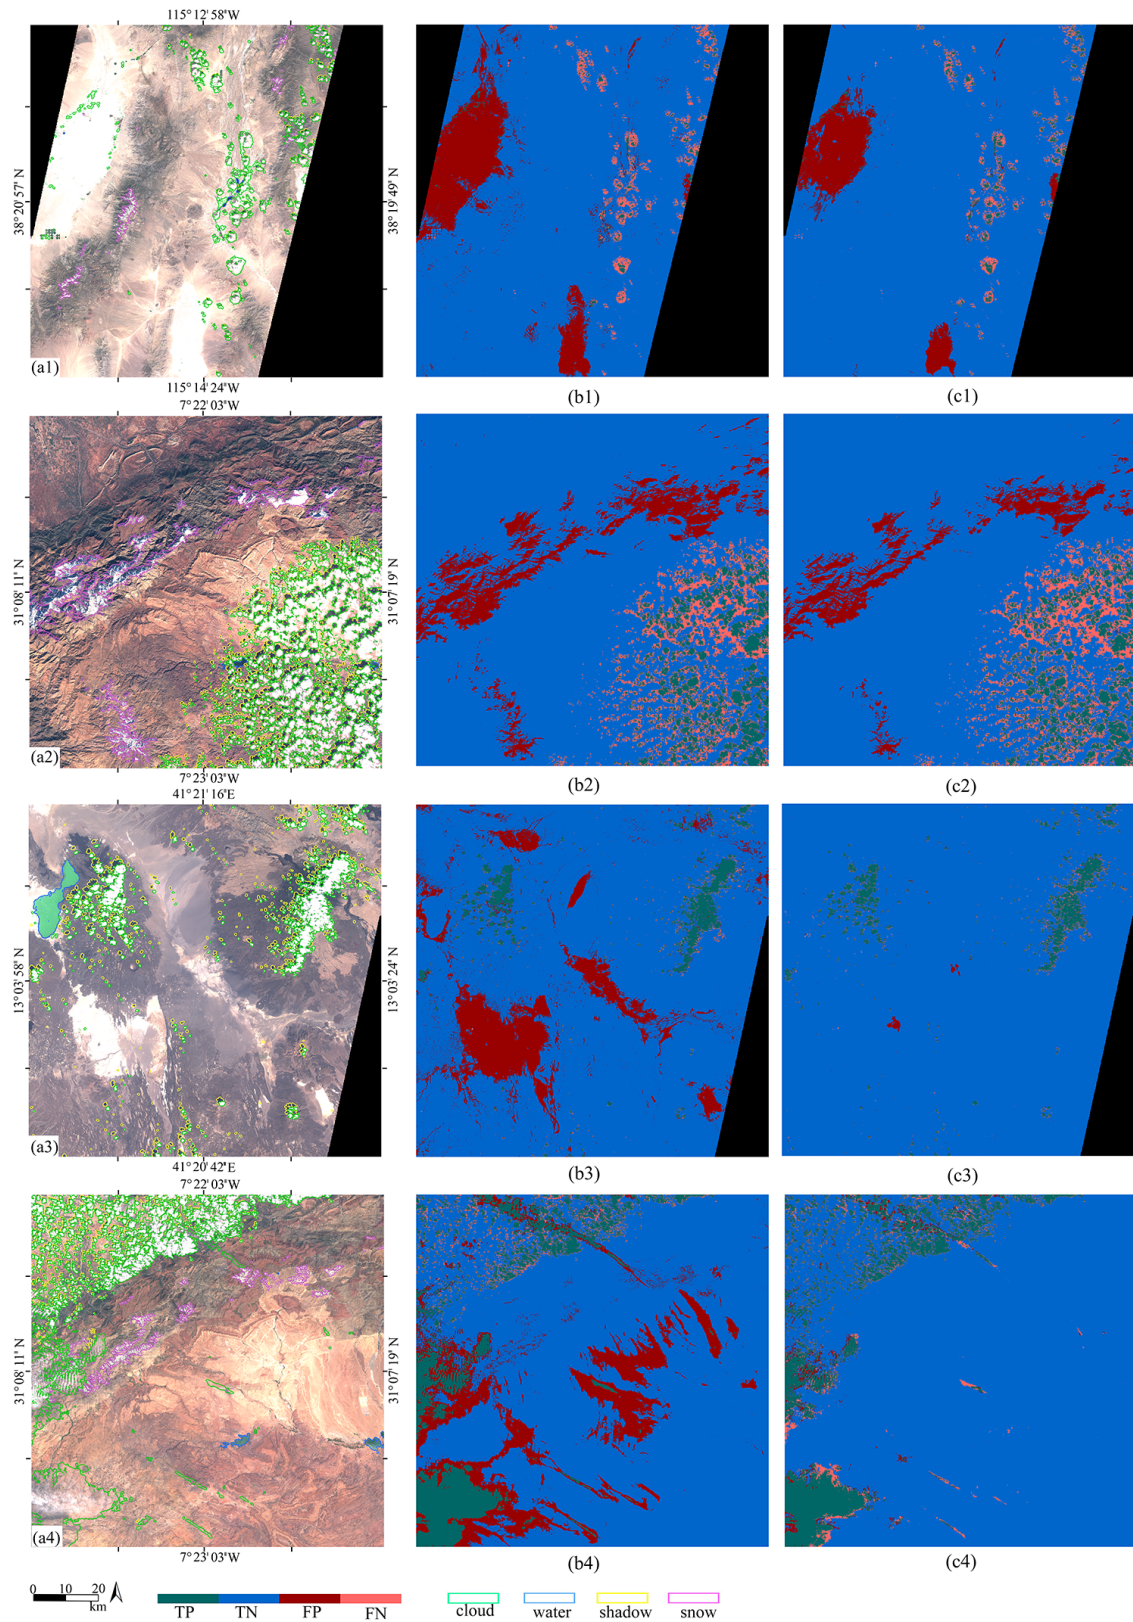 115° 12' 58" W
38° 20' 57" N
38° 19' 49" N
(a1)
(b1)
(c1)
115° 14' 24" W
7° 22' 03" W
31° 08' 11" N
31° 07' 19" N
(a2)
(b2)
(c2)
7° 23' 03" W
41° 21' 16" E
13° 03' 58" N
13° 03' 24" N
(a3)
(b3)
(c3)
41° 20' 42" E
7° 22' 03" W
31° 08' 11" N
31° 07' 19" N
(a4)
(b4)
(c4)
7° 23' 03" W
0 10 20
km
TP TN FP FN
cloud water shadow snow